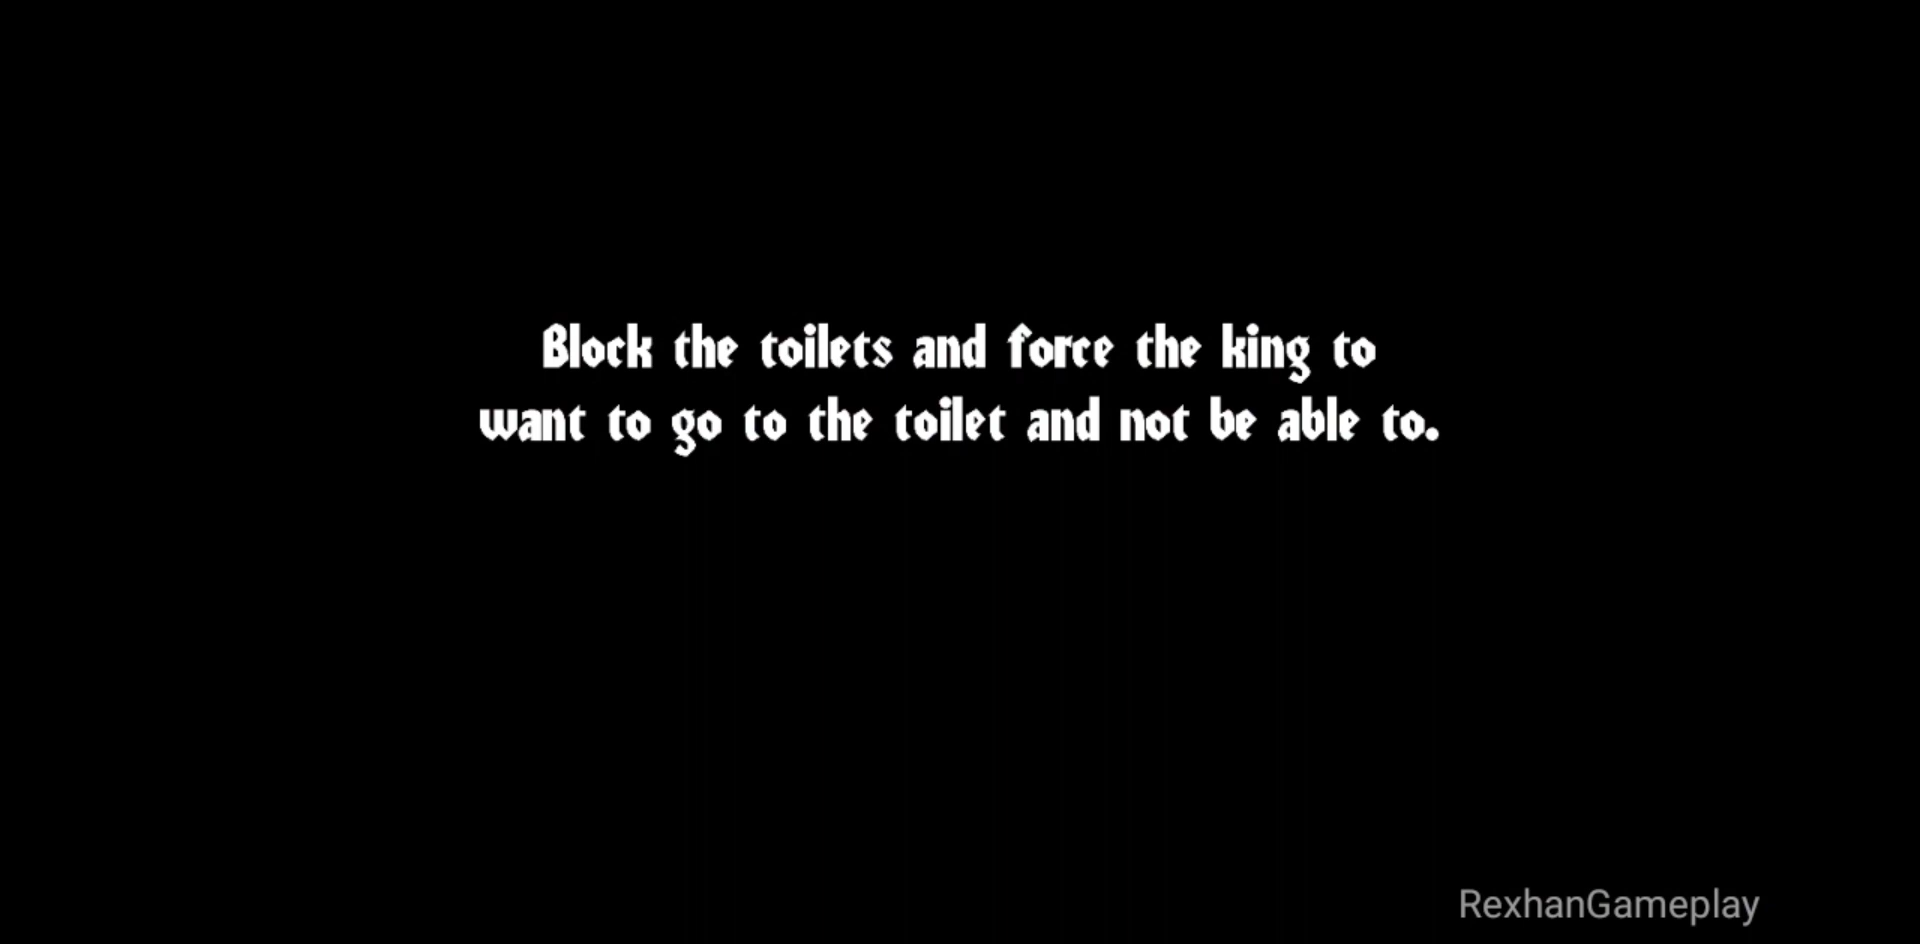 Block the toilets and force the king to
want to go to the toilet and not be able to.
RexhanGameplay